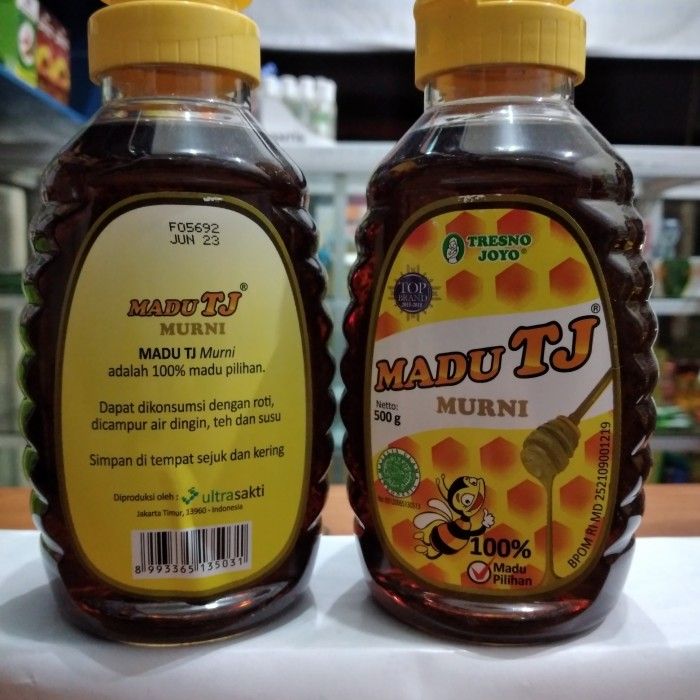 F05692
JUN 23
MADU TJ®
MURNI
MADU TJ Murni
adalah 100% madu pilihan.
Dapat dikonsumsi dengan roti,
dicampur air dingin, teh dan susu
Simpan di tempat sejuk dan kering
Diproduksi oleh : ultrasakti
Jakarta Timur, 13960 - Indonesia
8 993365 135031
TRESNO
JOYO®
TOP
BRAND
MADU TJ®
MURNI
Netto:
500 g
100%
Madu
Pilihan
BPOM RI MD 252109001219